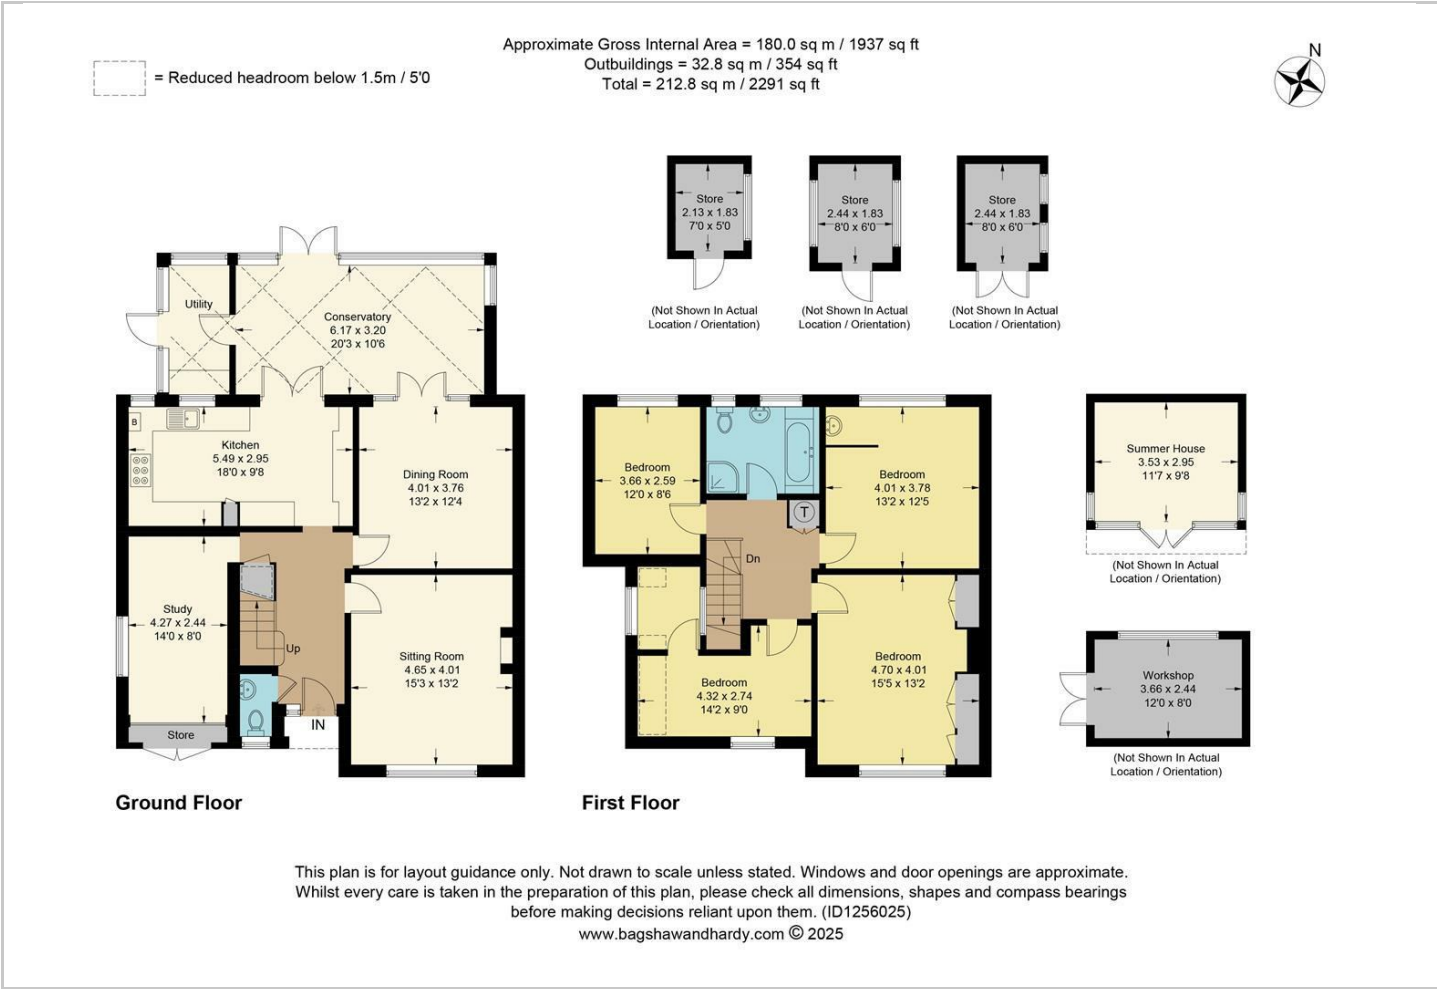 Approximate Gross Internal Area = 180.0 sq m / 1937 sq ft
Outbuildings = 32.8 sq m / 354 sq ft
Total = 212.8 sq m / 2291 sq ft
= Reduced headroom below 1.5m / 5'0
N
Store
2.13 x 1.83
7'0 x 5'0
(Not Shown In Actual
Location / Orientation)
Store
2.44 x 1.83
8'0 x 6'0
(Not Shown In Actual
Location / Orientation)
Store
2.44 x 1.83
8'0 x 6'0
(Not Shown In Actual
Location / Orientation)
Utility
Conservatory
6.17 x 3.20
20'3 x 10'6
B
Kitchen
5.49 x 2.95
18'0 x 9'8
Dining Room
4.01 x 3.76
13'2 x 12'4
Study
4.27 x 2.44
14'0 x 8'0
Up
Sitting Room
4.65 x 4.01
15'3 x 13'2
IN
Store
Ground Floor
Bedroom
3.66 x 2.59
12'0 x 8'6
Bedroom
4.01 x 3.78
13'2 x 12'5
T
Dn
Bedroom
4.32 x 2.74
14'2 x 9'0
Bedroom
4.70 x 4.01
15'5 x 13'2
First Floor
Summer House
3.53 x 2.95
11'7 x 9'8
(Not Shown In Actual
Location / Orientation)
Workshop
3.66 x 2.44
12'0 x 8'0
(Not Shown In Actual
Location / Orientation)
This plan is for layout guidance only. Not drawn to scale unless stated. Windows and door openings are approximate.
Whilst every care is taken in the preparation of this plan, please check all dimensions, shapes and compass bearings
before making decisions reliant upon them. (ID1256025)
www.bagshawandhardy.com © 2025